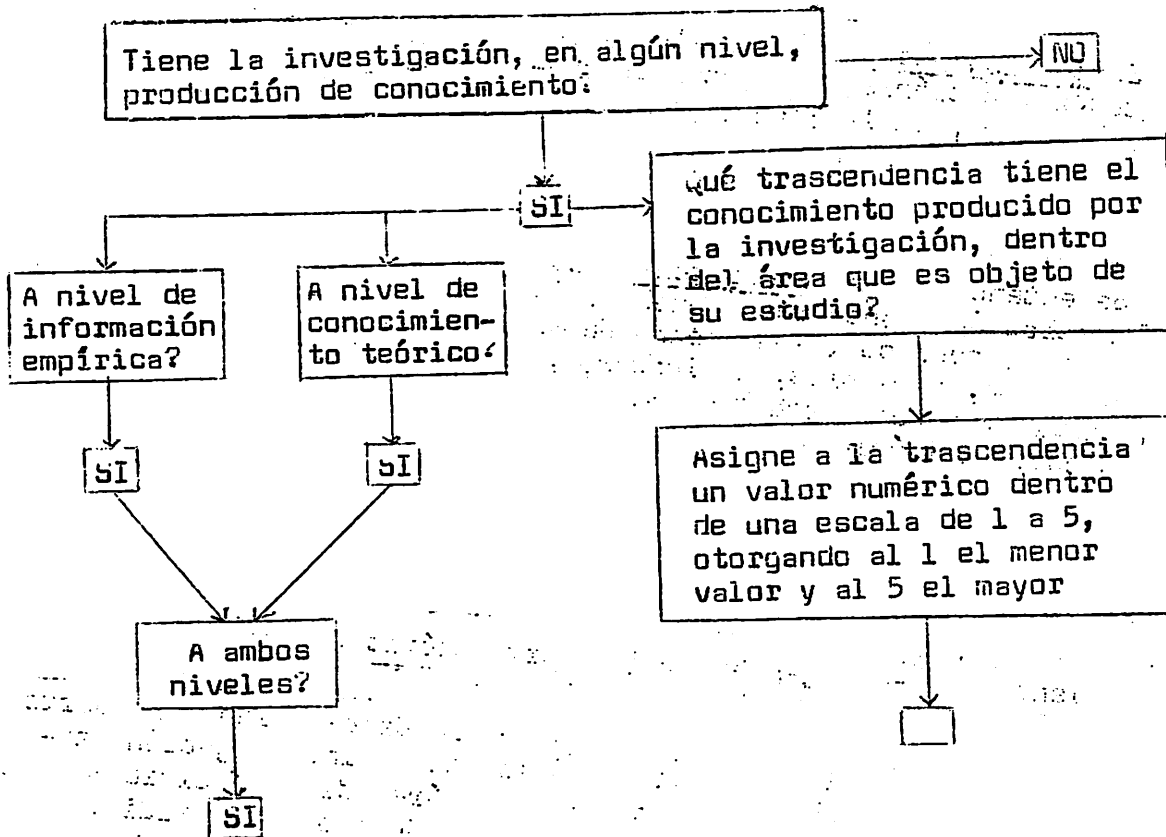 Tiene la investigación, en algún nivel,
producción de conocimiento?
NO
SI
Qué trascendencia tiene el
conocimiento producido por
la investigación, dentro
del área que es objeto de
su estudio?
A nivel de
información
empírica?
A nivel de
conocimien-
to teórico?
SI
SI
Asigne a la trascendencia
un valor numérico dentro
de una escala de 1 a 5,
otorgando al 1 el menor
valor y al 5 el mayor
A ambos
niveles?
SI